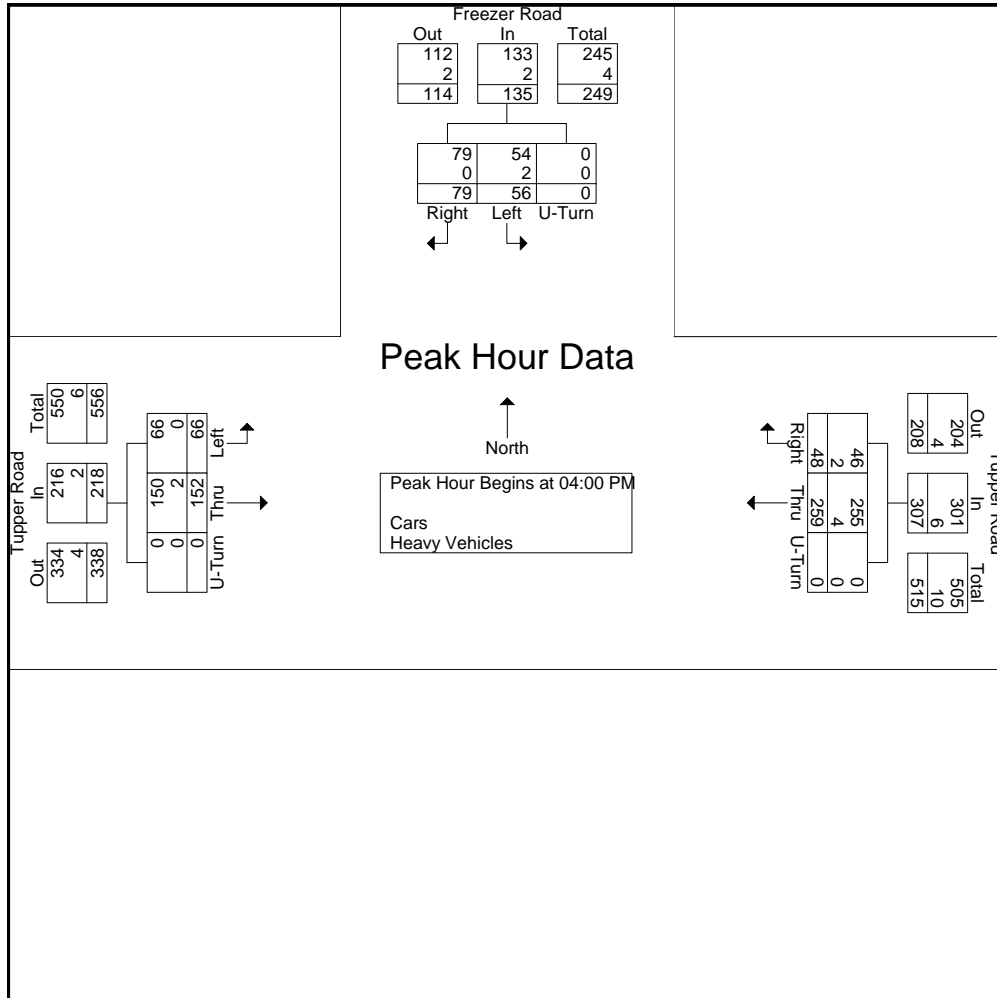 Freezer Road
Out In Total
112 133 245
2 2 4
114 135 249
79 54 0
0 2 0
79 56 0
Right Left U-Turn
Peak Hour Data
North
Peak Hour Begins at 04:00 PM
Cars
Heavy Vehicles
Tupper Road
Out In Total
334 216 550
4 2 6
338 218 556
U-Turn Thru Left
0 150 66
0 2 0
0 152 66
Tupper Road
Out In Total
204 301 505
4 6 10
208 307 515
46 255 0
2 4 0
48 259 0
Right Thru U-Turn